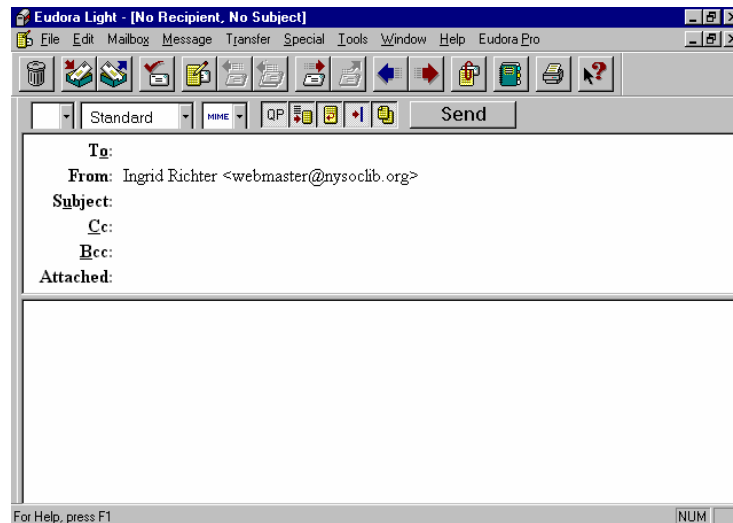 Eudora Light - [No Recipient, No Subject]
File Edit Mailbox Message Transfer Special Tools Window Help Eudora Pro
Standard MIME QP Send
To:
From: Ingrid Richter <webmaster@nysoclib.org>
Subject:
Cc:
Bcc:
Attached:
For Help, press F1 NUM